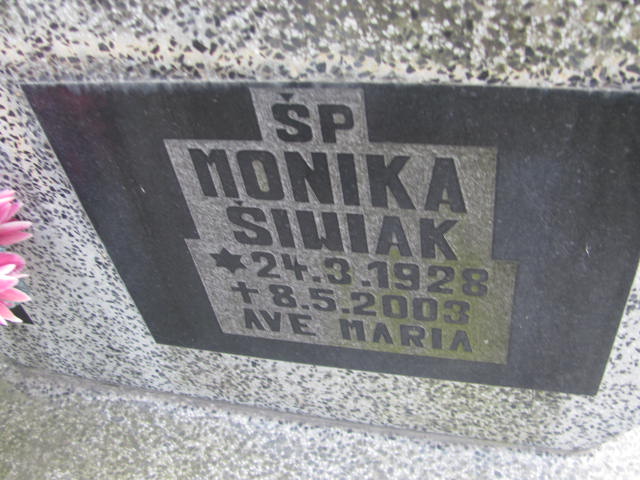 ŚP
MONIKA
ŚIWIAK
* 24.3.1928
+ 8.5.2003
AVE MARIA